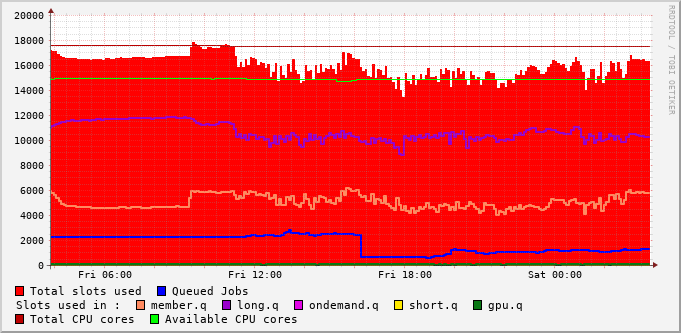 20000
18000
16000
14000
12000
10000
8000
6000
4000
2000
0
Fri 06:00 Fri 12:00 Fri 18:00 Sat 00:00
Total slots used Queued Jobs
Slots used in : member.q long.q ondemand.q short.q gpu.q
Total CPU cores Available CPU cores
RRDTOOL / TOBI OETIKER